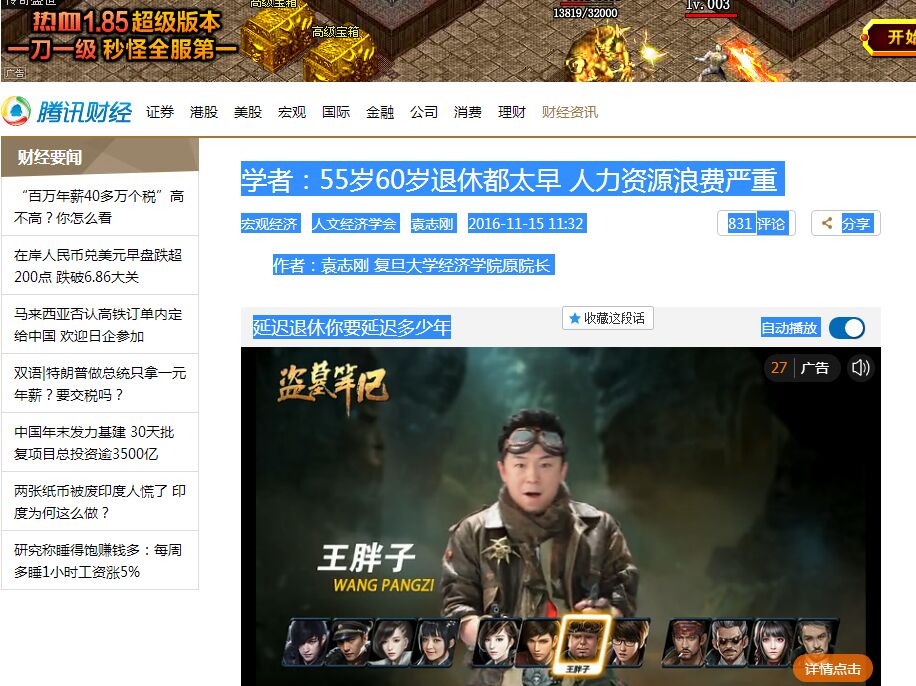 高级宝箱
13819/32000
lv.003
热血1.85超级版本
高级宝箱
一刀一级 秒怪全服第一
开始
广告
腾讯财经 证券 港股 美股 宏观 国际 金融 公司 消费 理财 财经资讯
财经要闻
“百万年薪40多万个税”高
不高？你怎么看
在岸人民币兑美元早盘跌超
200点 跌破6.86大关
马来西亚否认高铁订单内定
给中国 欢迎日企参加
双语|特朗普做总统只拿一元
年薪？要交税吗？
中国年末发力基建 30天批
复项目总投资逾3500亿
两张纸币被废印度人慌了 印
度为何这么做？
研究称睡得饱赚钱多：每周
多睡1小时工资涨5%
学者：55岁60岁退休都太早 人力资源浪费严重
宏观经济 人文经济学会 袁志刚 2016-11-15 11:32 831 评论 分享
作者：袁志刚 复旦大学经济学院原院长
延迟退休你要延迟多少年 收藏这段话 自动播放
盗墓笔记
27 广告
王胖子
WANG PANGZI
王胖子
详情点击